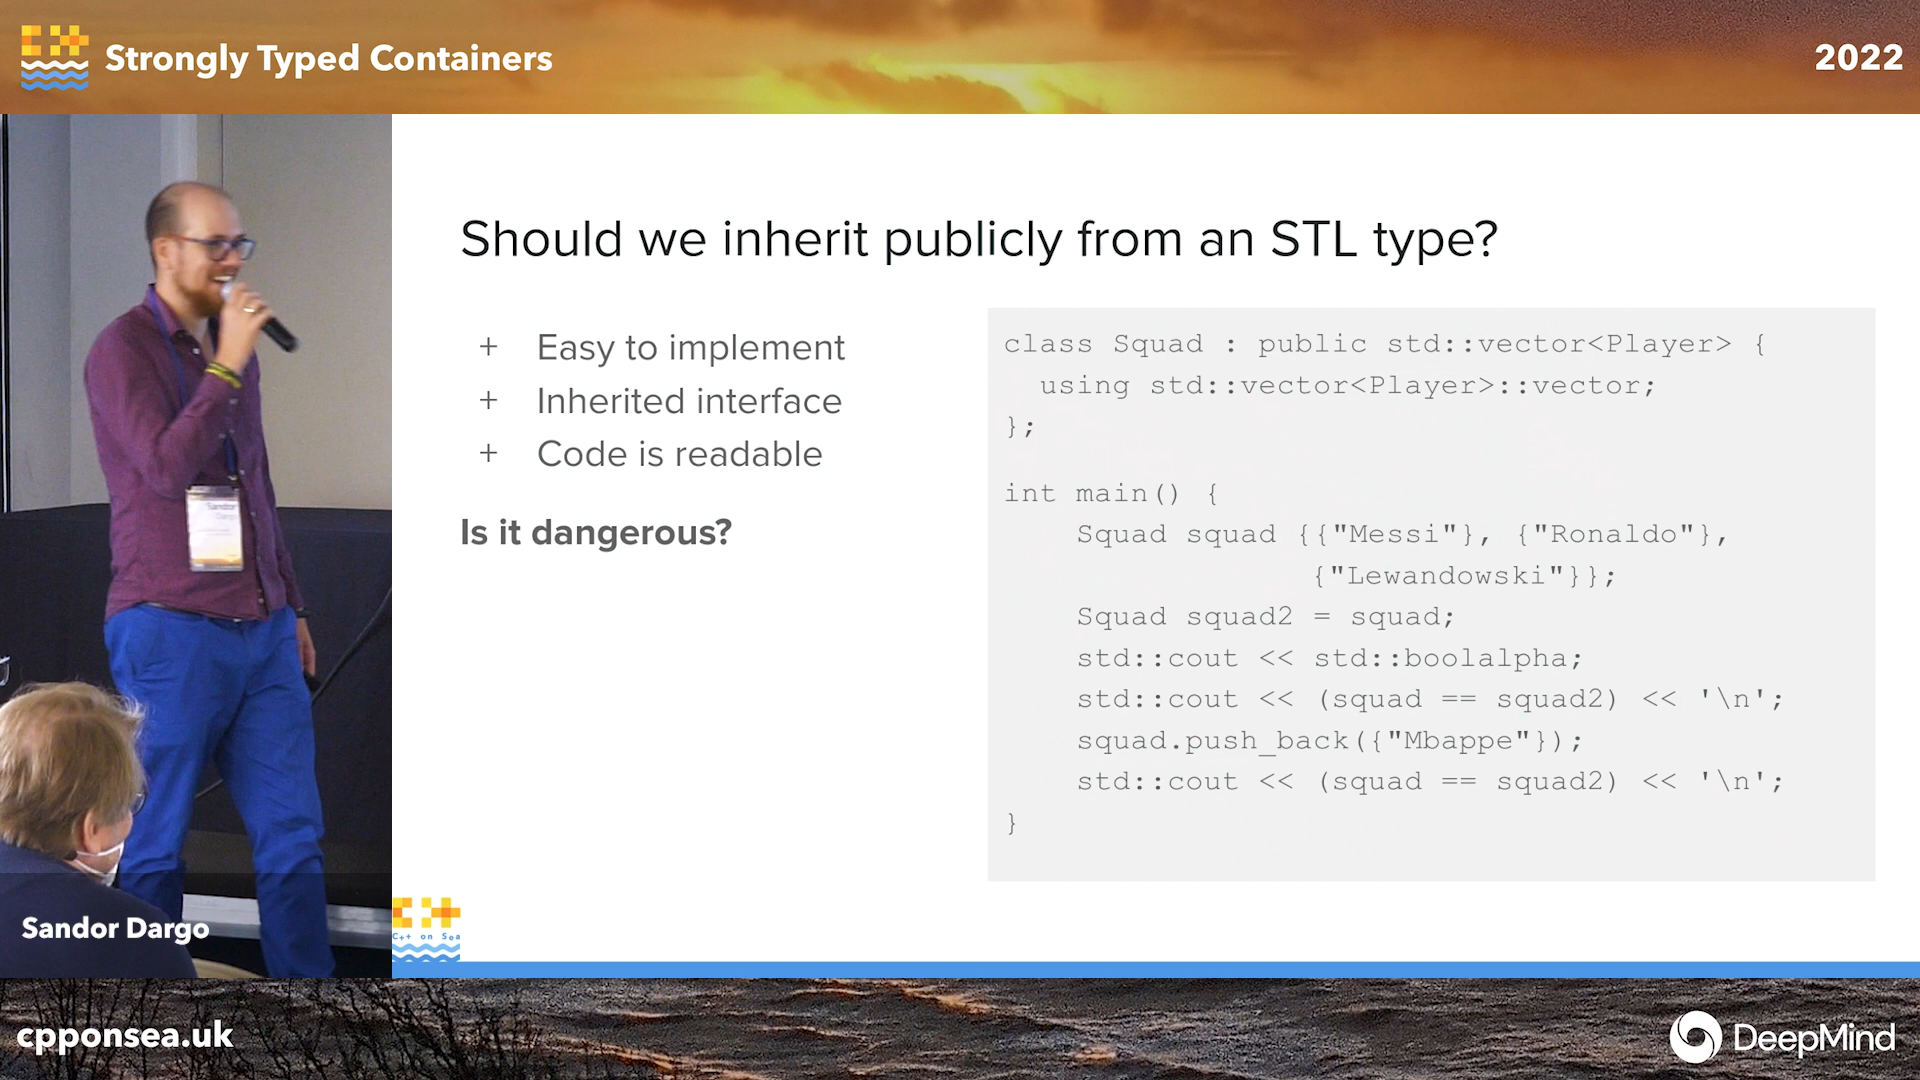 Strongly Typed Containers
2022
Should we inherit publicly from an STL type?
+ Easy to implement
+ Inherited interface
+ Code is readable
Is it dangerous?
class Squad : public std::vector<Player> {
  using std::vector<Player>::vector;
};
int main() {
    Squad squad {{"Messi"}, {"Ronaldo"},
                 {"Lewandowski"}};
    Squad squad2 = squad;
    std::cout << std::boolalpha;
    std::cout << (squad == squad2) << '\n';
    squad.push_back({"Mbappe"});
    std::cout << (squad == squad2) << '\n';
}
Sandor
Dargo
Sandor Dargo
C++ on Sea
cpponsea.uk
DeepMind